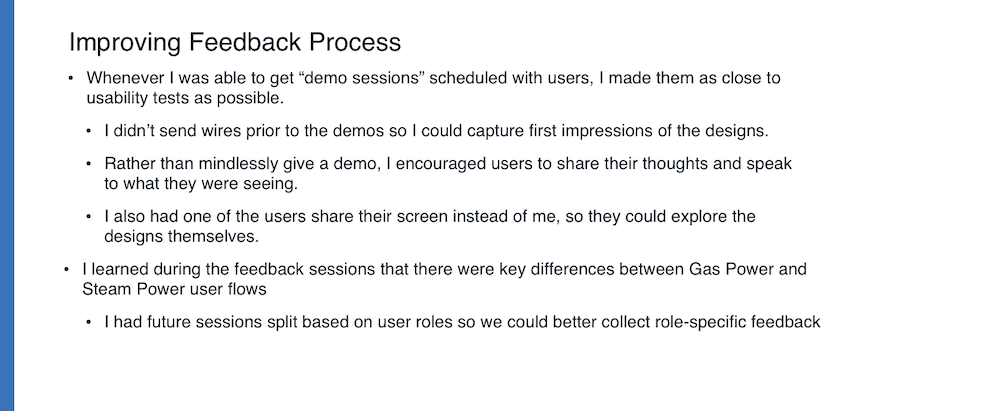 Improving Feedback Process
• Whenever I was able to get “demo sessions” scheduled with users, I made them as close to
usability tests as possible.
• I didn’t send wires prior to the demos so I could capture first impressions of the designs.
• Rather than mindlessly give a demo, I encouraged users to share their thoughts and speak
to what they were seeing.
• I also had one of the users share their screen instead of me, so they could explore the
designs themselves.
• I learned during the feedback sessions that there were key differences between Gas Power and
Steam Power user flows
• I had future sessions split based on user roles so we could better collect role-specific feedback